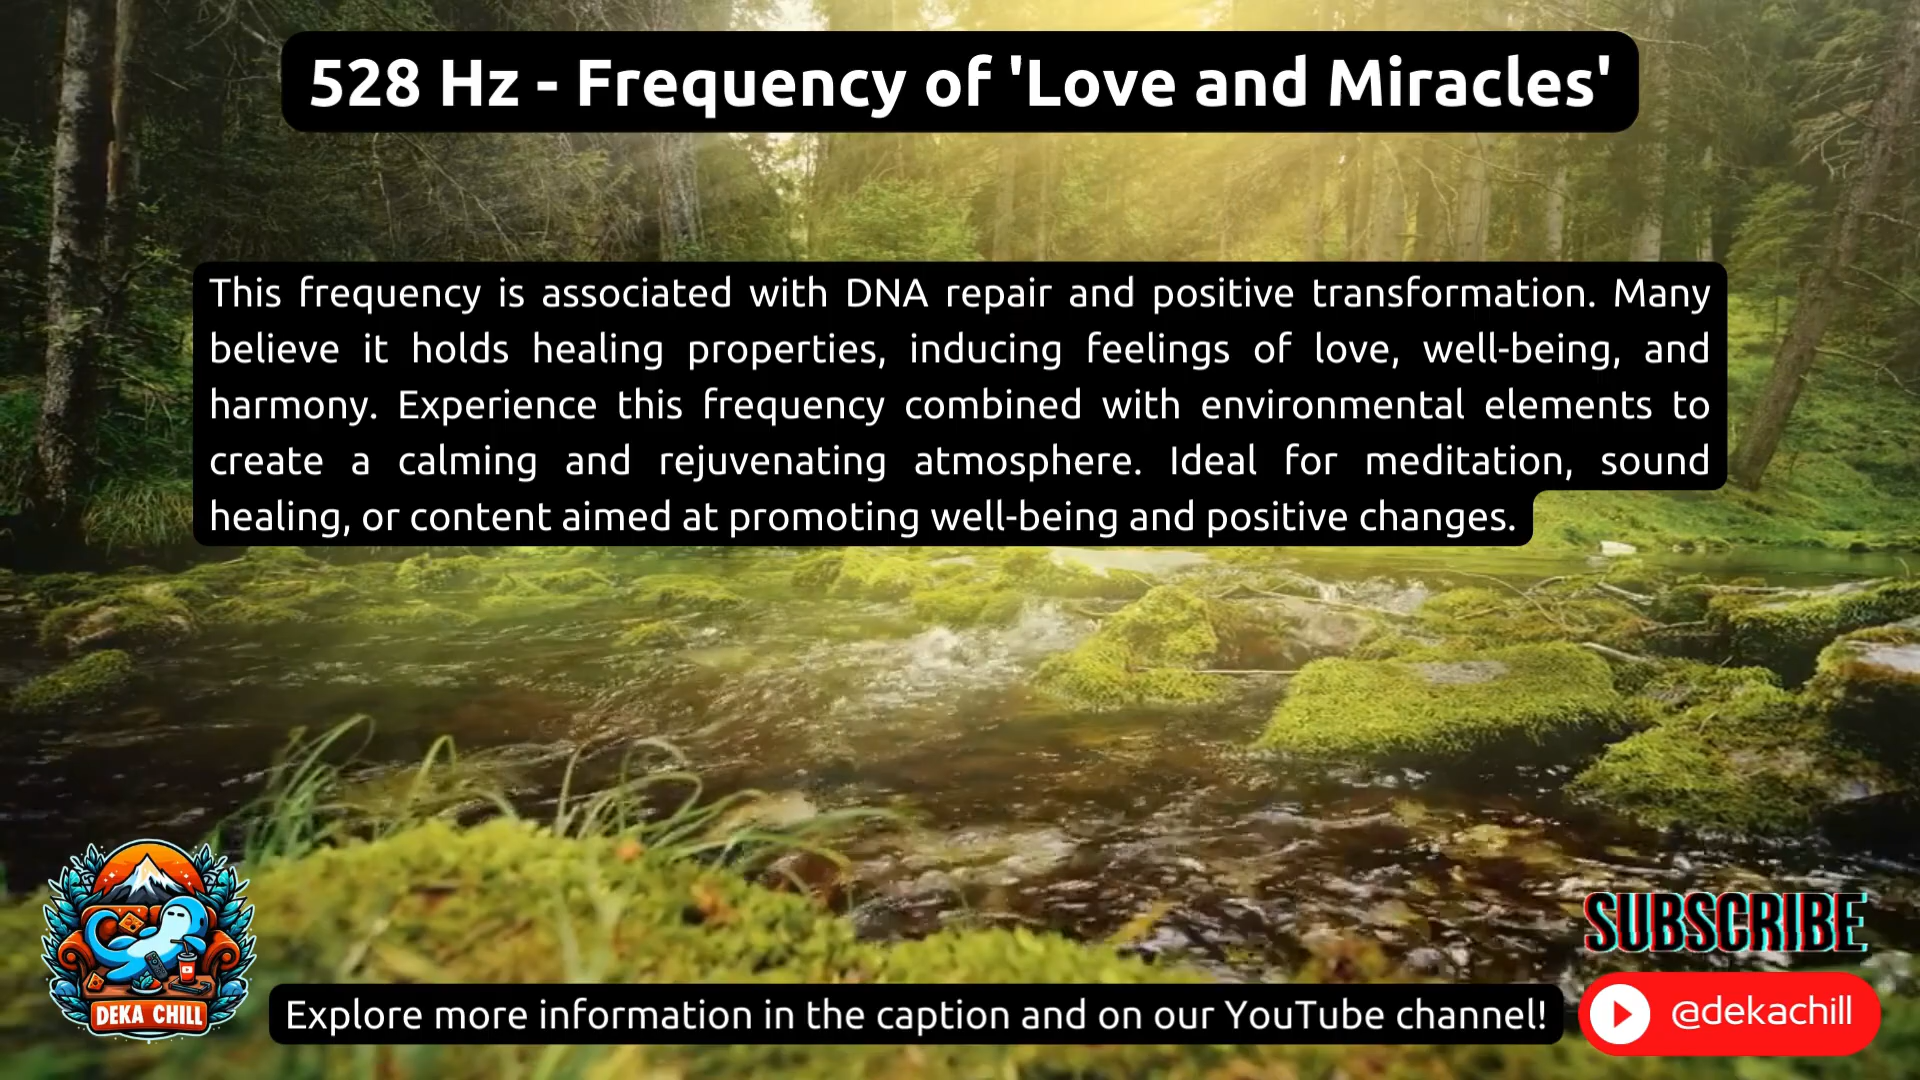 528 Hz - Frequency of 'Love and Miracles'
This frequency is associated with DNA repair and positive transformation. Many
believe it holds healing properties, inducing feelings of love, well-being, and
harmony. Experience this frequency combined with environmental elements to
create a calming and rejuvenating atmosphere. Ideal for meditation, sound
healing, or content aimed at promoting well-being and positive changes.
SUBSCRIBE
DEKA CHILL
Explore more information in the caption and on our YouTube channel!
@dekachill